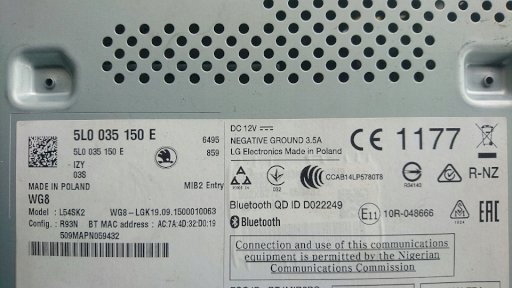 5L0 035 150 E
6495
5L0 035 150 E
859
IZY
03S
MADE IN POLAND
MIB2 Entry
WG8
Model : L54SK2
WG8-LGK19.09.1500010063
Config. : R93N
BT MAC address : AC:7A:4D:32:D0:19
509MAPN059432
DC 12V
NEGATIVE GROUND 3.5A
LG Electronics Made in Poland
CE 1177
CCAB14LP5780T8
R-NZ
Bluetooth QD ID D022249
Bluetooth
E11
10R-048666
EAC
Connection and use of this communications
equipment is permitted by the Nigerian
Communications Commission